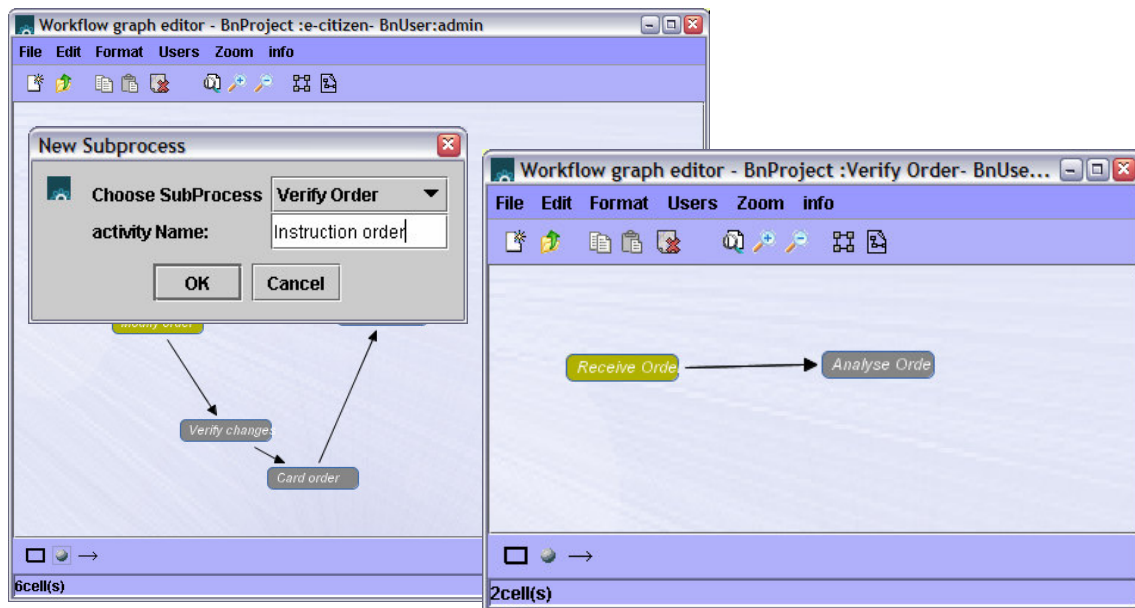 Workflow graph editor - BnProject :e-citizen- BnUser:admin
File Edit Format Users Zoom info
New Subprocess
Choose SubProcess Verify Order
activity Name: Instruction order
OK Cancel
Modify order
Verify changes
Card order
6cell(s)
Workflow graph editor - BnProject :Verify Order- BnUse...
File Edit Format Users Zoom info
Receive Orde
Analyse Orde
2cell(s)